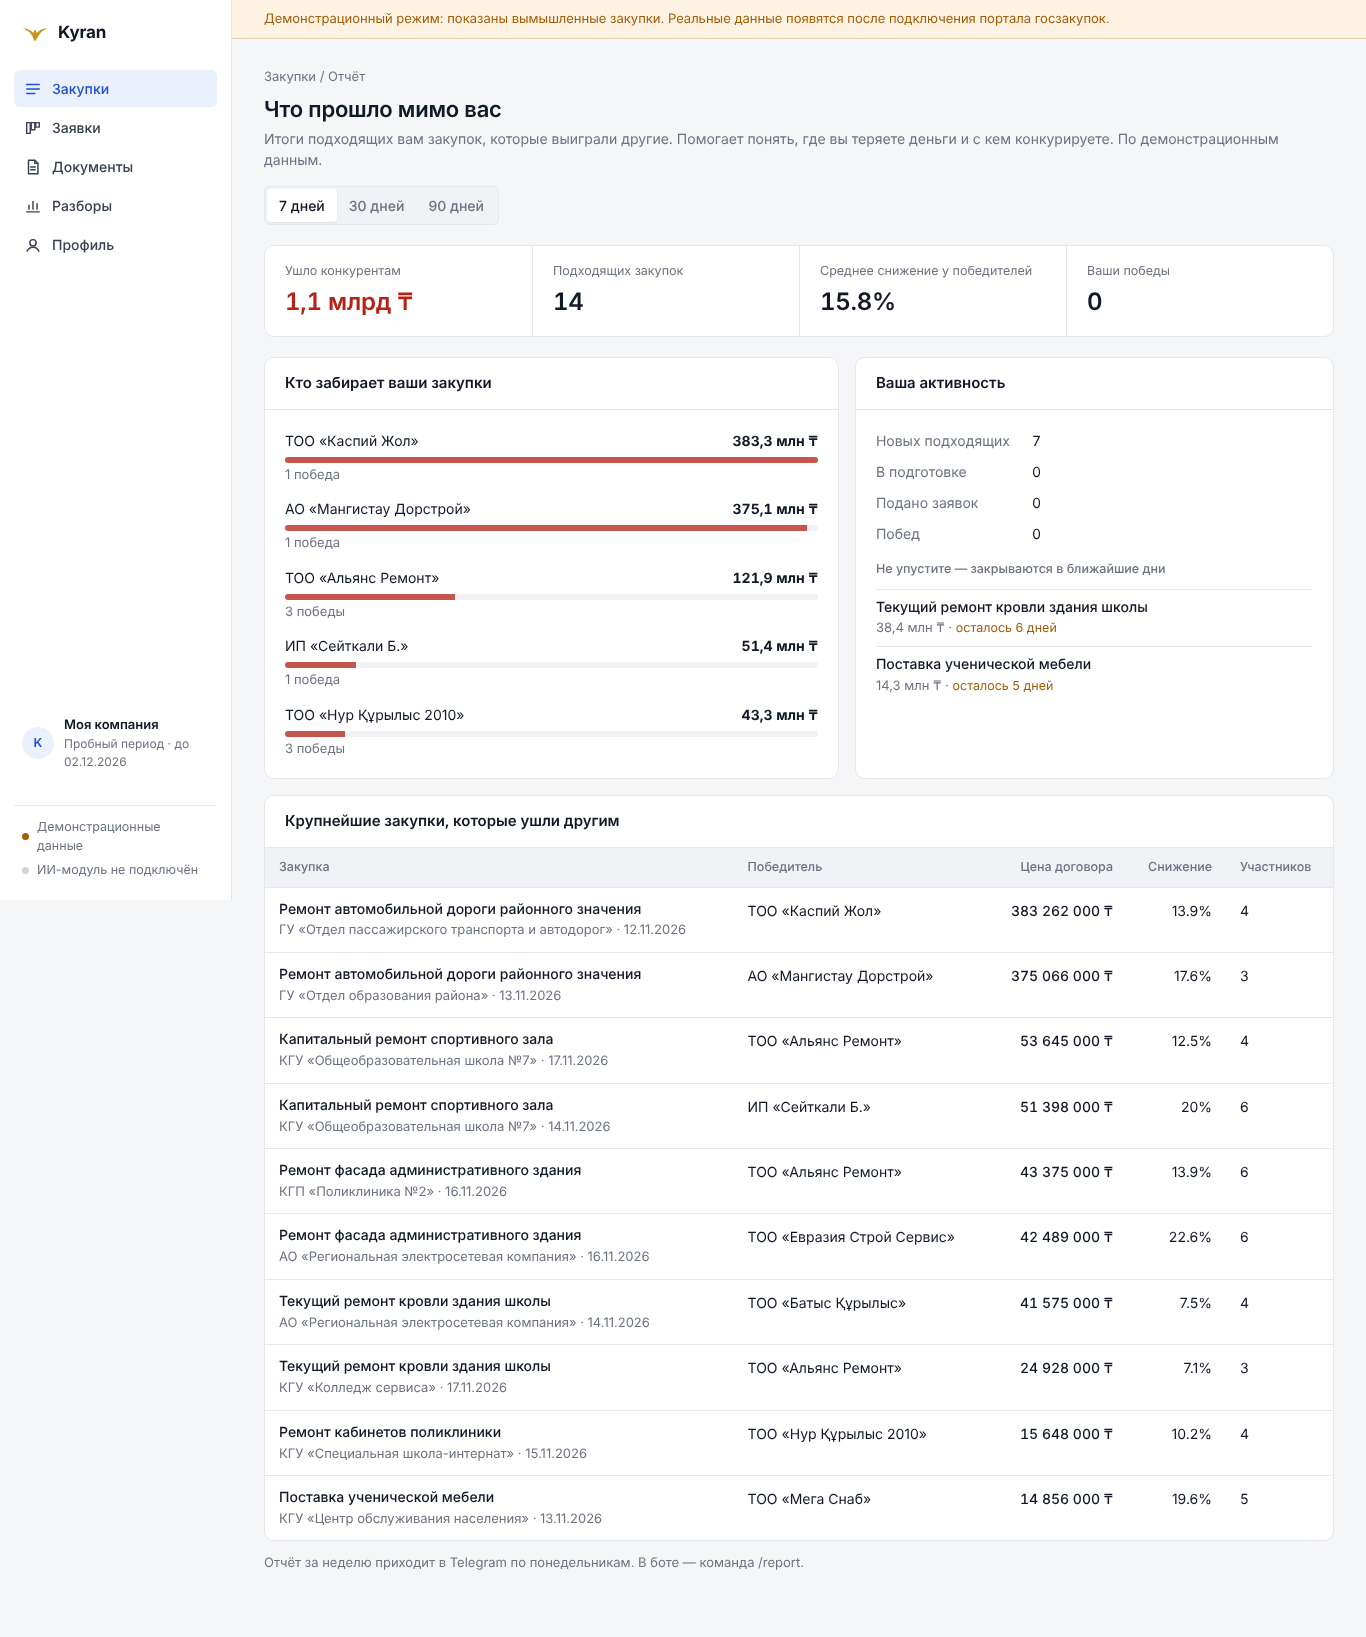 Kyran
Закупки
Заявки
Документы
Разборы
Профиль
K
Моя компания
Пробный период · до
02.12.2026
Демонстрационные
данные
ИИ-модуль не подключён
Демонстрационный режим: показаны вымышленные закупки. Реальные данные появятся после подключения портала госзакупок.
Закупки / Отчёт
Что прошло мимо вас
Итоги подходящих вам закупок, которые выиграли другие. Помогает понять, где вы теряете деньги и с кем конкурируете. По демонстрационным
данным.
7 дней 30 дней 90 дней
Ушло конкурентам
1,1 млрд ₸
Подходящих закупок
14
Среднее снижение у победителей
15.8%
Ваши победы
0
Кто забирает ваши закупки
ТОО «Каспий Жол» 383,3 млн ₸
1 победа
АО «Мангистау Дорстрой» 375,1 млн ₸
1 победа
ТОО «Альянс Ремонт» 121,9 млн ₸
3 победы
ИП «Сейткали Б.» 51,4 млн ₸
1 победа
ТОО «Нур Құрылыс 2010» 43,3 млн ₸
3 победы
Ваша активность
Новых подходящих 7
В подготовке 0
Подано заявок 0
Побед 0
Не упустите — закрываются в ближайшие дни
Текущий ремонт кровли здания школы
38,4 млн ₸ · осталось 6 дней
Поставка ученической мебели
14,3 млн ₸ · осталось 5 дней
Крупнейшие закупки, которые ушли другим
Закупка Победитель Цена договора Снижение Участников
Ремонт автомобильной дороги районного значения ТОО «Каспий Жол» 383 262 000 ₸ 13.9% 4
ГУ «Отдел пассажирского транспорта и автодорог» · 12.11.2026
Ремонт автомобильной дороги районного значения АО «Мангистау Дорстрой» 375 066 000 ₸ 17.6% 3
ГУ «Отдел образования района» · 13.11.2026
Капитальный ремонт спортивного зала ТОО «Альянс Ремонт» 53 645 000 ₸ 12.5% 4
КГУ «Общеобразовательная школа №7» · 17.11.2026
Капитальный ремонт спортивного зала ИП «Сейткали Б.» 51 398 000 ₸ 20% 6
КГУ «Общеобразовательная школа №7» · 14.11.2026
Ремонт фасада административного здания ТОО «Альянс Ремонт» 43 375 000 ₸ 13.9% 6
КГП «Поликлиника №2» · 16.11.2026
Ремонт фасада административного здания ТОО «Евразия Строй Сервис» 42 489 000 ₸ 22.6% 6
АО «Региональная электросетевая компания» · 16.11.2026
Текущий ремонт кровли здания школы ТОО «Батыс Құрылыс» 41 575 000 ₸ 7.5% 4
АО «Региональная электросетевая компания» · 14.11.2026
Текущий ремонт кровли здания школы ТОО «Альянс Ремонт» 24 928 000 ₸ 7.1% 3
КГУ «Колледж сервиса» · 17.11.2026
Ремонт кабинетов поликлиники ТОО «Нур Құрылыс 2010» 15 648 000 ₸ 10.2% 4
КГУ «Специальная школа-интернат» · 15.11.2026
Поставка ученической мебели ТОО «Мега Снаб» 14 856 000 ₸ 19.6% 5
КГУ «Центр обслуживания населения» · 13.11.2026
Отчёт за неделю приходит в Telegram по понедельникам. В боте — команда /report.